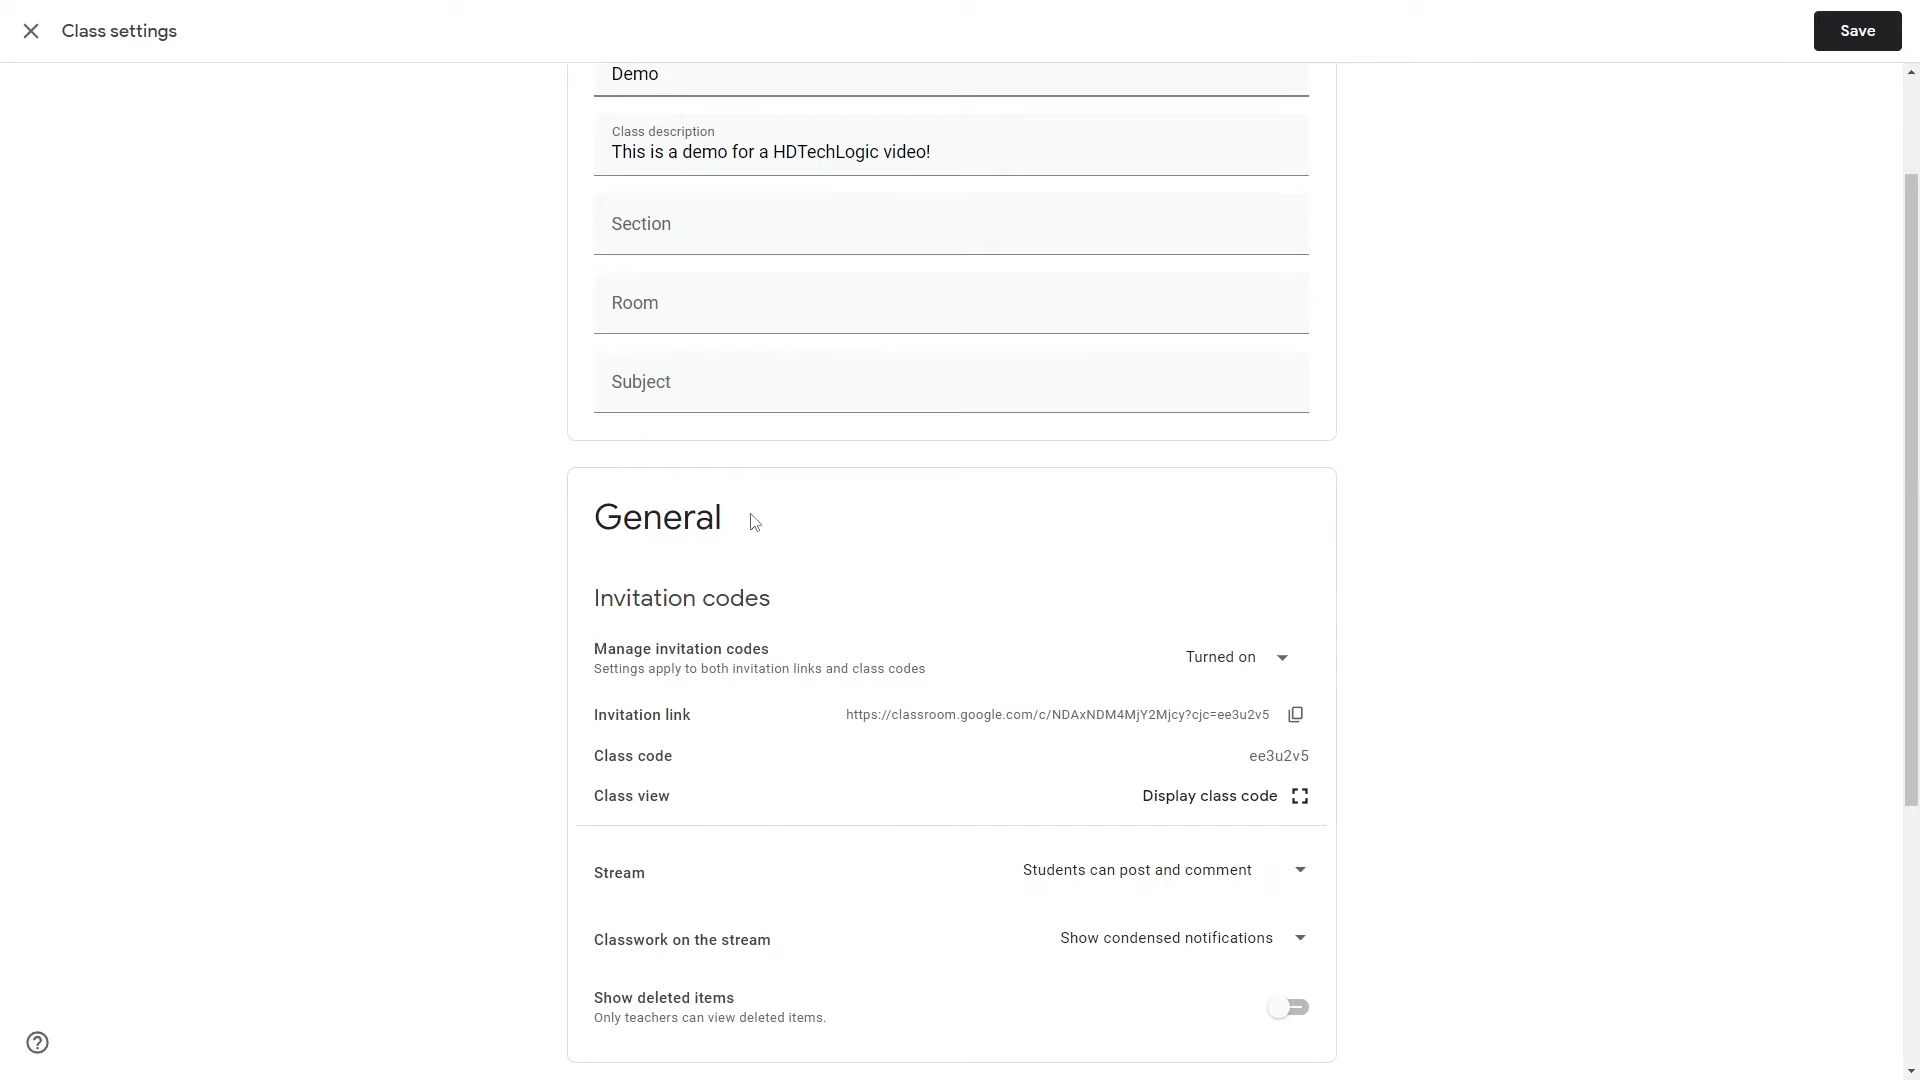 Class settings
Save
Demo
Class description
This is a demo for a HDTechLogic video!
Section
Room
Subject
General
Invitation codes
Manage invitation codes
Turned on
Settings apply to both invitation links and class codes
Invitation link https://classroom.google.com/c/NDAxNDM4MjY2Mjcy?cjc=ee3u2v5
Class code ee3u2v5
Class view Display class code
Stream Students can post and comment
Classwork on the stream Show condensed notifications
Show deleted items
Only teachers can view deleted items.